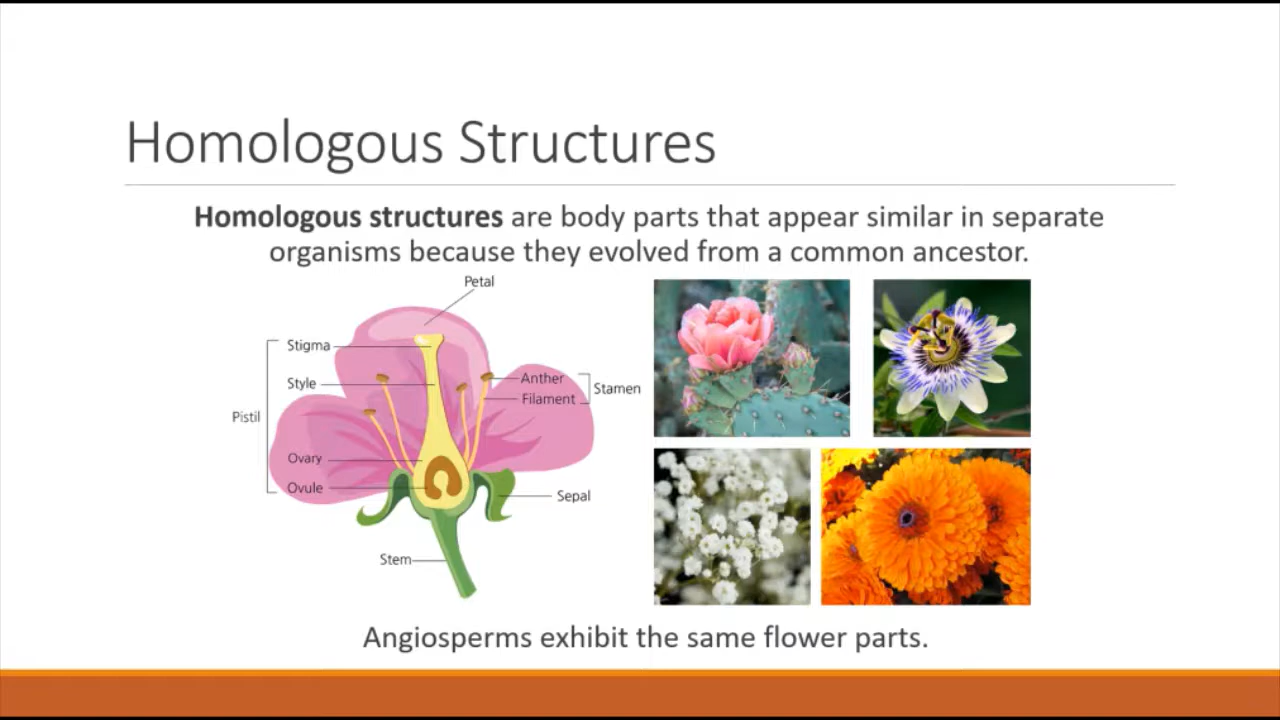 Homologous Structures
Homologous structures are body parts that appear similar in separate
organisms because they evolved from a common ancestor.
Petal
Stigma
Style
Anther
Filament
Stamen
Pistil
Ovary
Ovule
Sepal
Stem
Angiosperms exhibit the same flower parts.